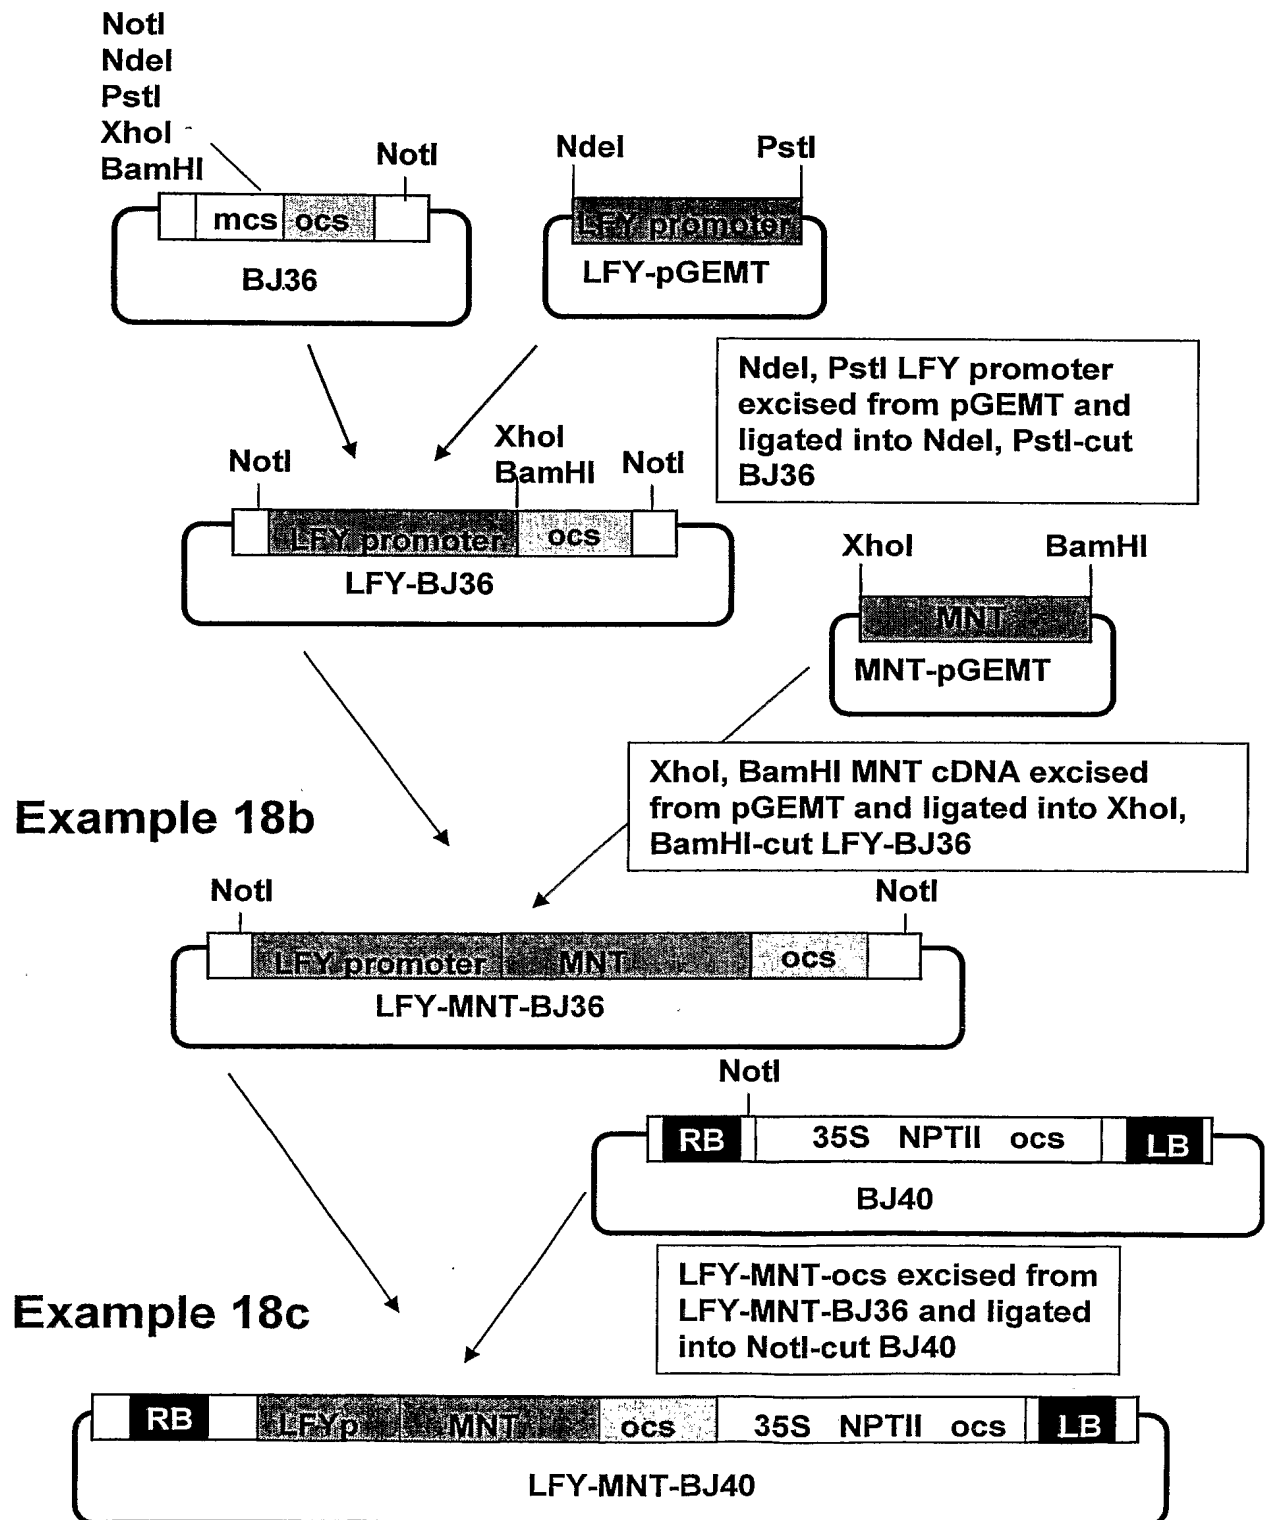 NotI
NdeI
PstI
XhoI
BamHI
NotI
mcs ocs
BJ36
NdeI PstI
LFY promoter
LFY-pGEMT
NdeI, PstI LFY promoter
excised from pGEMT and
ligated into NdeI, PstI-cut
BJ36
NotI
XhoI
BamHI
NotI
LFY promoter ocs
LFY-BJ36
XhoI BamHI
MNT
MNT-pGEMT
XhoI, BamHI MNT cDNA excised
from pGEMT and ligated into XhoI,
BamHI-cut LFY-BJ36
Example 18b
NotI NotI
LFY promoter MNT ocs
LFY-MNT-BJ36
NotI
RB 35S NPTII ocs LB
BJ40
LFY-MNT-ocs excised from
LFY-MNT-BJ36 and ligated
into NotI-cut BJ40
Example 18c
RB LFYp MNT ocs 35S NPTII ocs LB
LFY-MNT-BJ40